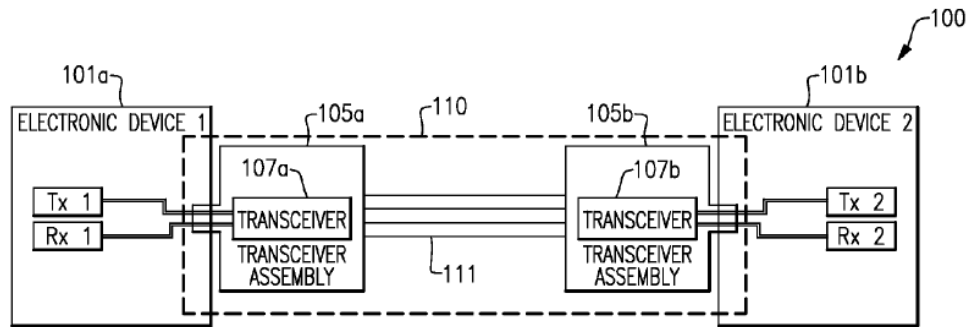 100
101a
101b
110
ELECTRONIC DEVICE 1
105a
105b
ELECTRONIC DEVICE 2
107a
107b
Tx 1
TRANSCEIVER
TRANSCEIVER
Tx 2
Rx 1
Rx 2
TRANSCEIVER
ASSEMBLY
111
TRANSCEIVER
ASSEMBLY